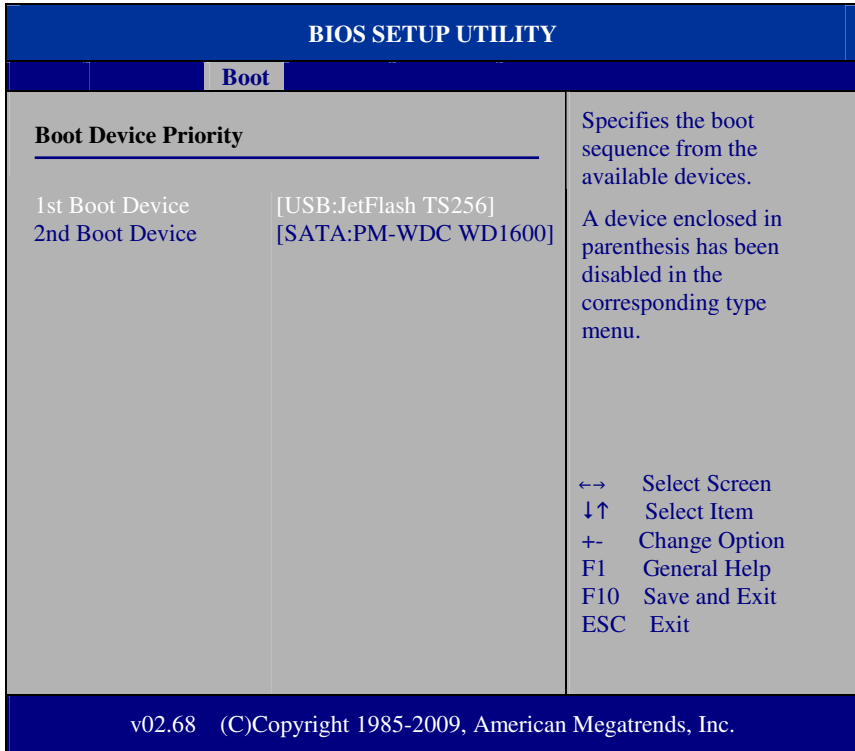 BIOS SETUP UTILITY
Boot
Boot Device Priority
1st Boot Device [USB:JetFlash TS256]
2nd Boot Device [SATA:PM-WDC WD1600]
Specifies the boot
sequence from the
available devices.
A device enclosed in
parenthesis has been
disabled in the
corresponding type
menu.
←→ Select Screen
↓↑ Select Item
+- Change Option
F1 General Help
F10 Save and Exit
ESC Exit
v02.68 (C)Copyright 1985-2009, American Megatrends, Inc.